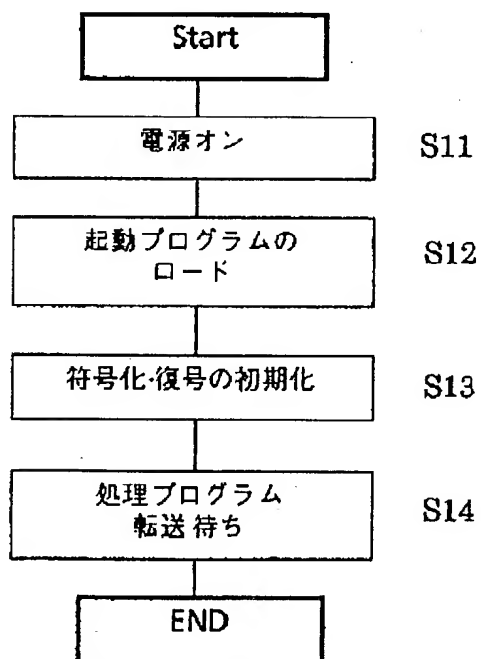 Start
電源オン
S11
起動プログラムの
ロード
S12
符号化·復号の初期化
S13
処理プログラム
転送待ち
S14
END